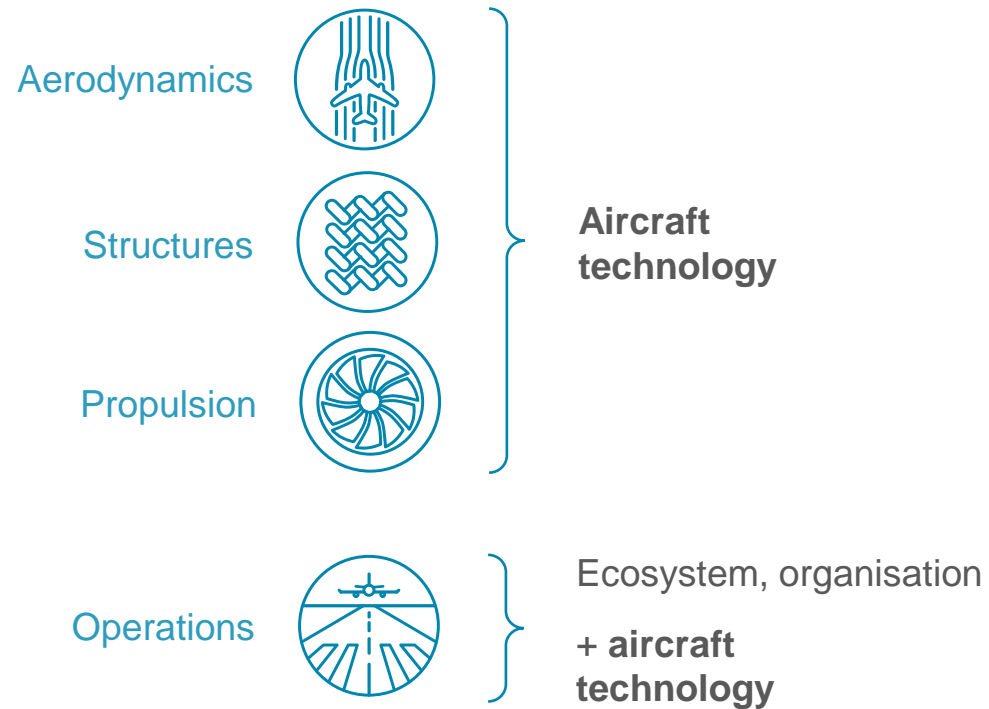 Aerodynamics
Structures
Propulsion
Aircraft
technology
Operations
Ecosystem, organisation
+ aircraft
technology